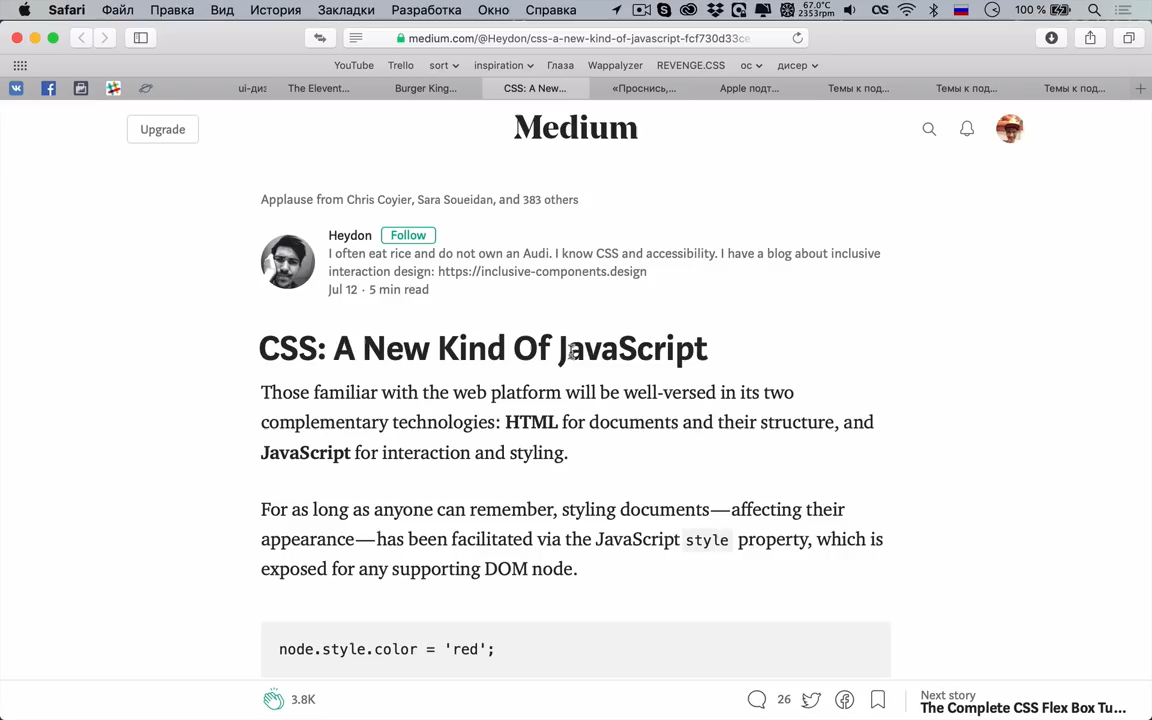 Safari Файл Правка Вид История Закладки Разработка Окно Справка 67.0°C 2353rpm 100 %
medium.com/@Heydon/css-a-new-kind-of-javascript-fcf730d33ce
YouTube Trello sort inspiration Глаза Wappalyzer REVENGE.CSS ос дисер
ui-диз The Elevent... Burger King... CSS: A New... «Проснись,... Apple подт... Темы к под... Темы к под... Темы к под...
Upgrade
Medium
Applause from Chris Coyier, Sara Soueidan, and 383 others
Heydon Follow
I often eat rice and do not own an Audi. I know CSS and accessibility. I have a blog about inclusive
interaction design: https://inclusive-components.design
Jul 12 · 5 min read
CSS: A New Kind Of JavaScript
Those familiar with the web platform will be well-versed in its two
complementary technologies: HTML for documents and their structure, and
JavaScript for interaction and styling.
For as long as anyone can remember, styling documents—affecting their
appearance—has been facilitated via the JavaScript style property, which is
exposed for any supporting DOM node.
node.style.color = 'red';
3.8K
26
Next story
The Complete CSS Flex Box Tu...